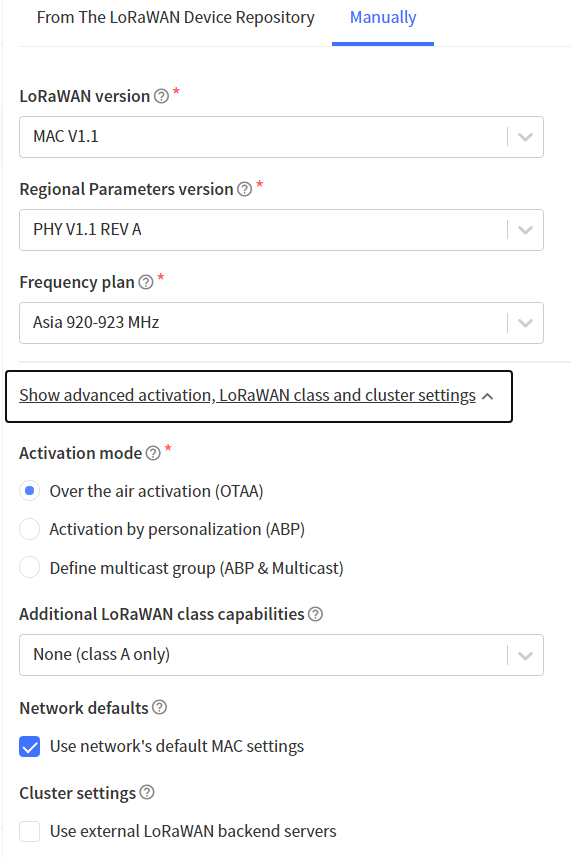 From The LoRaWAN Device Repository Manually
LoRaWAN version ? *
MAC V1.1
Regional Parameters version ? *
PHY V1.1 REV A
Frequency plan ? *
Asia 920-923 MHz
Show advanced activation, LoRaWAN class and cluster settings
Activation mode ? *
Over the air activation (OTAA)
Activation by personalization (ABP)
Define multicast group (ABP & Multicast)
Additional LoRaWAN class capabilities ?
None (class A only)
Network defaults ?
Use network's default MAC settings
Cluster settings ?
Use external LoRaWAN backend servers